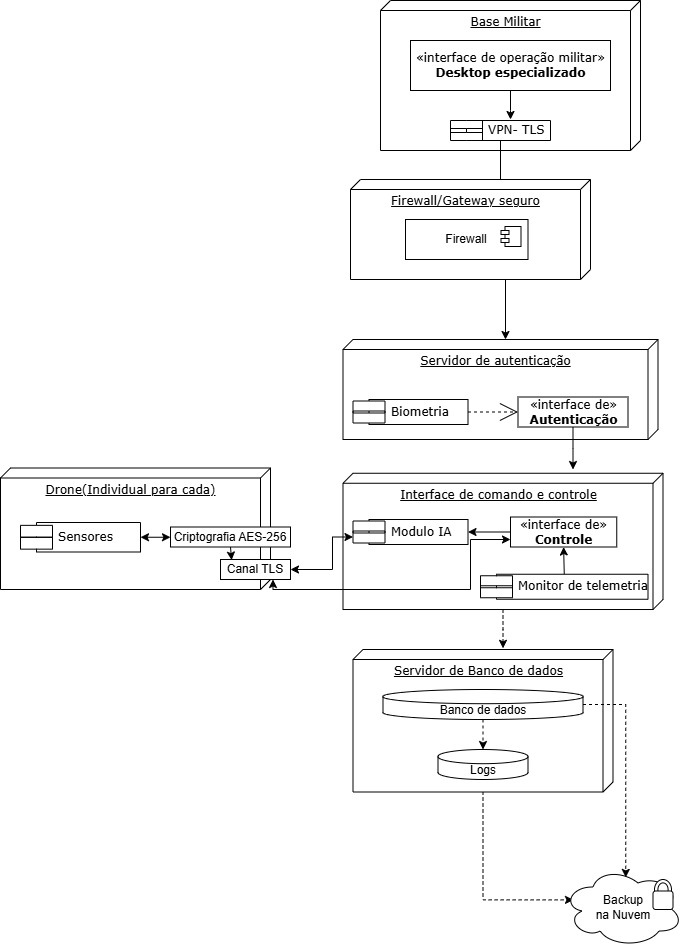 Base Militar
«interface de operação militar»
Desktop especializado
VPN- TLS
Firewall/Gateway seguro
Firewall
Servidor de autenticação
Biometria
«interface de»
Autenticação
Drone(Individual para cada)
Sensores
Criptografia AES-256
Canal TLS
Interface de comando e controle
Modulo IA
«interface de»
Controle
Monitor de telemetria
Servidor de Banco de dados
Banco de dados
Logs
Backup
na Nuvem